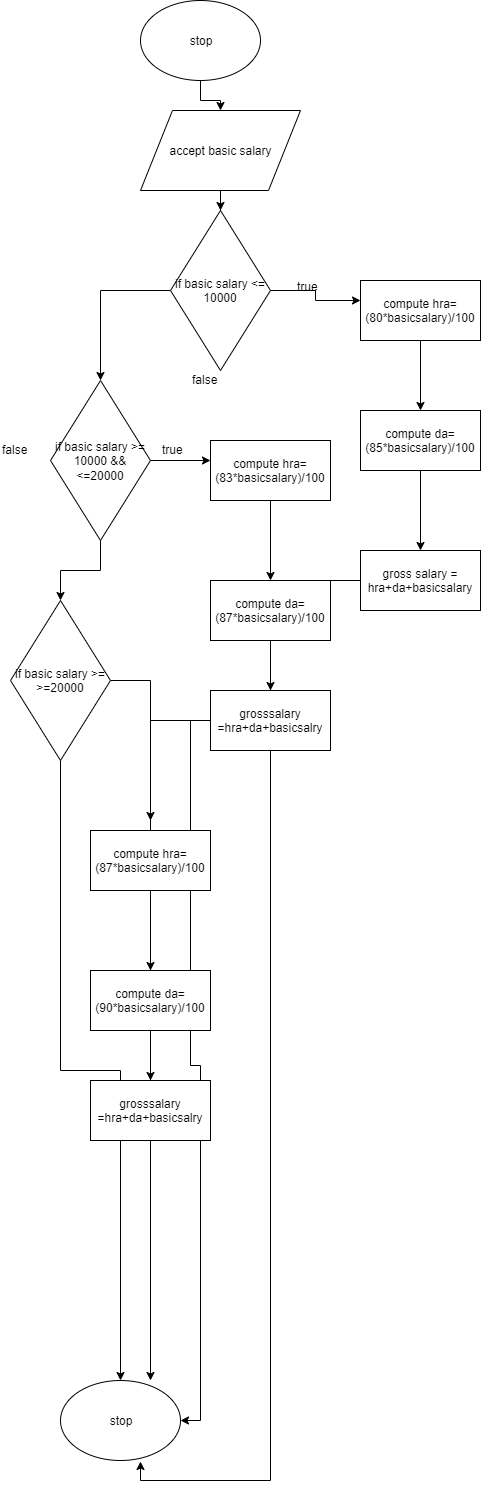 stop
accept basic salary
if basic salary <=
10000
true
compute hra=
(80*basicsalary)/100
false
false
if basic salary >=
10000 &&
<=20000
true
compute hra=
(83*basicsalary)/100
compute da=
(85*basicsalary)/100
gross salary =
hra+da+basicsalary
compute da=
(87*basicsalary)/100
if basic salary >=
>=20000
grosssalary
=hra+da+basicsalry
compute hra=
(87*basicsalary)/100
compute da=
(90*basicsalary)/100
grosssalary
=hra+da+basicsalry
stop